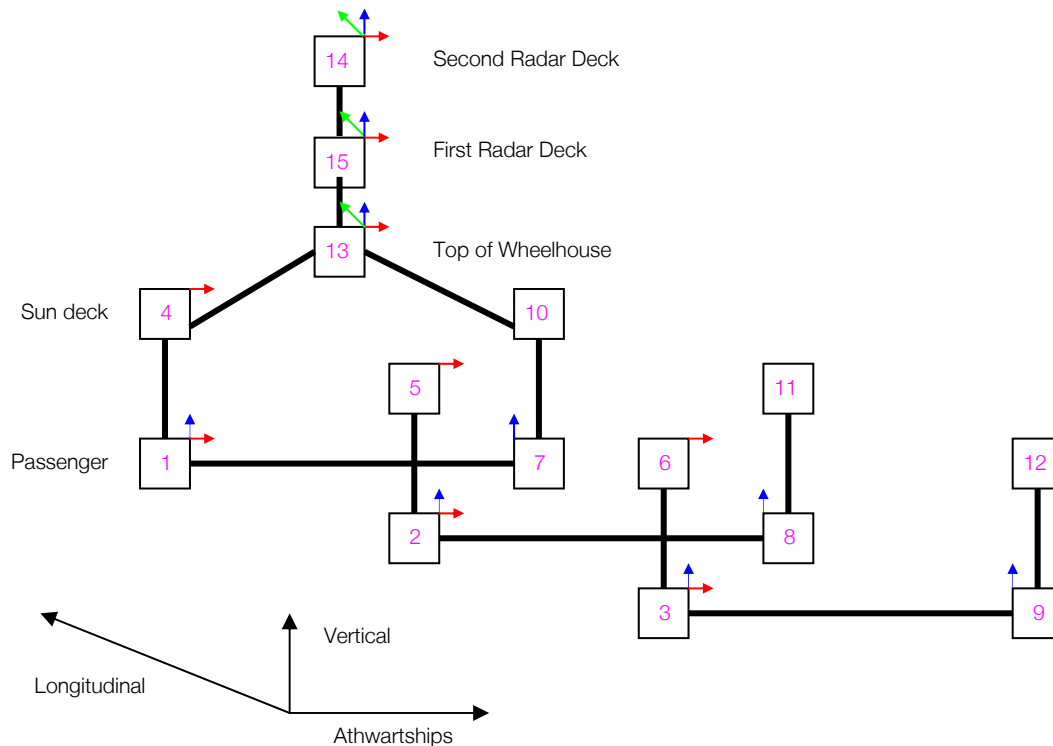 14
Second Radar Deck
15
First Radar Deck
13
Top of Wheelhouse
Sun deck
4
10
5
11
Passenger
1
7
6
12
2
8
3
9
Vertical
Longitudinal
Athwartships